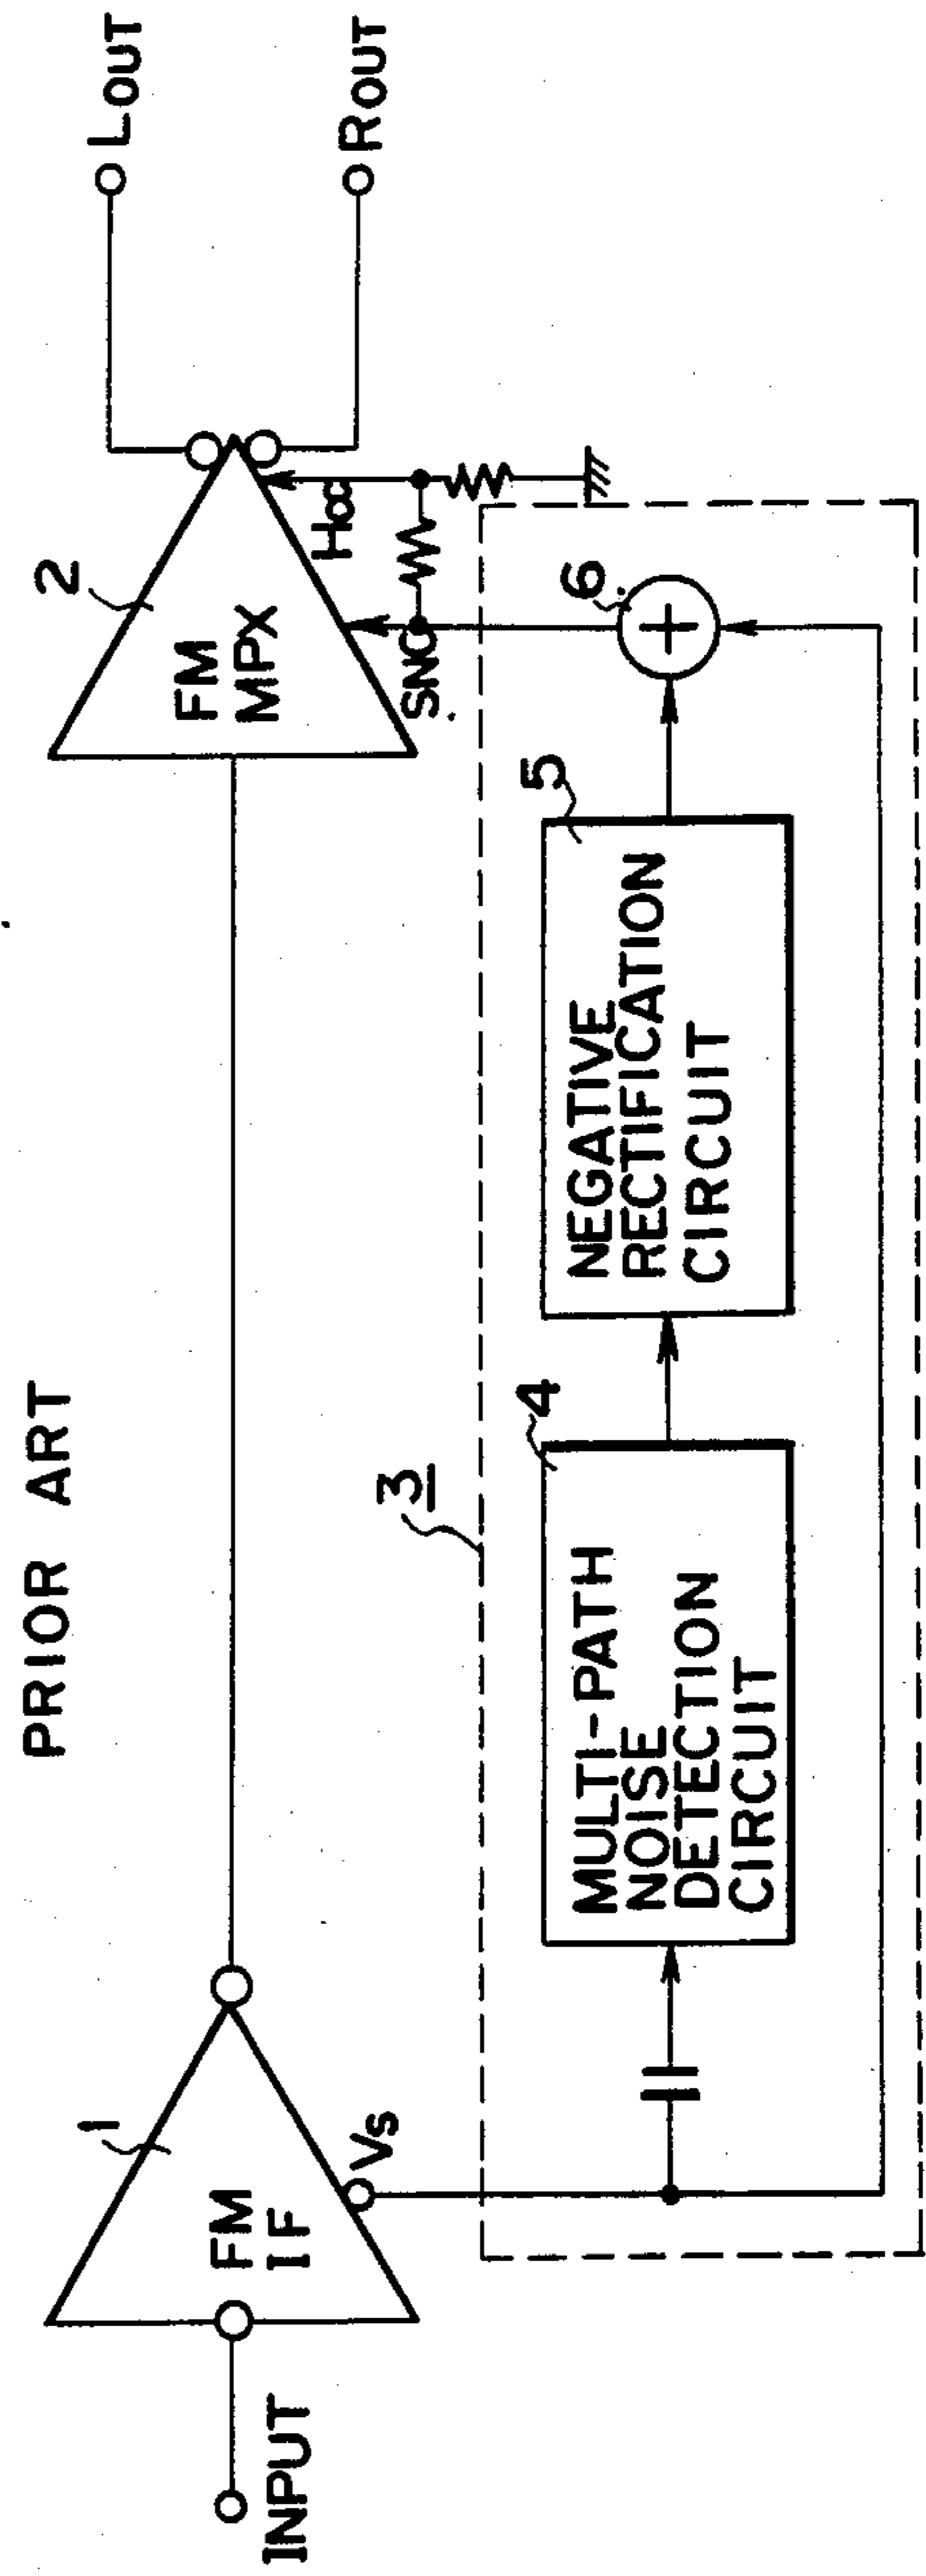 PRIOR ART
INPUT
1
FM
IF
Vs
2
FM
MPX
LOUT
ROUT
SNC
Hcc
3
4
MULTI-PATH
NOISE
DETECTION
CIRCUIT
5
NEGATIVE
RECTIFICATION
CIRCUIT
6
+